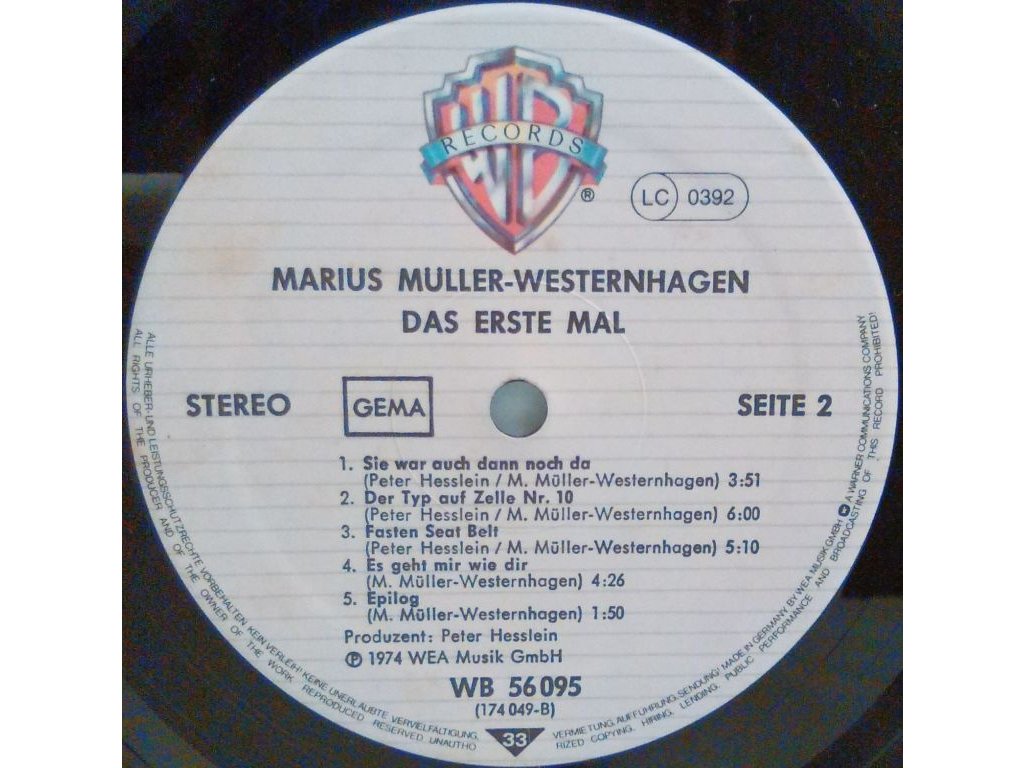 WB
RECORDS
®
LC 0392
MARIUS MÜLLER-WESTERNHAGEN
DAS ERSTE MAL
STEREO
GEMA
SEITE 2
1. Sie war auch dann noch da
(Peter Hesslein / M. Müller-Westernhagen) 3:51
2. Der Typ auf Zelle Nr. 10
(Peter Hesslein / M. Müller-Westernhagen) 6:00
3. Fasten Seat Belt
(Peter Hesslein / M. Müller-Westernhagen) 5:10
4. Es geht mir wie dir
(M. Müller-Westernhagen) 4:26
5. Epilog
(M. Müller-Westernhagen) 1:50
Produzent: Peter Hesslein
℗ 1974 WEA Musik GmbH
WB 56 095
(174 049-B)
33
ALLE URHEBER- UND LEISTUNGSSCHUTZRECHTE VORBEHALTEN KEIN VERLEIH! KEINE UNERLAUBTE VERVIELFÄLTIGUNG, VERMIETUNG, AUFFÜHRUNG, SENDUNG! MADE IN GERMANY BY WEA MUSIK GMBH A WARNER COMMUNICATIONS COMPANY
ALL RIGHTS OF THE PRODUCER AND OF THE OWNER OF THE WORK REPRODUCED RESERVED. UNAUTHORIZED COPYING, HIRING, LENDING, PUBLIC PERFORMANCE AND BROADCASTING OF THIS RECORD PROHIBITED!